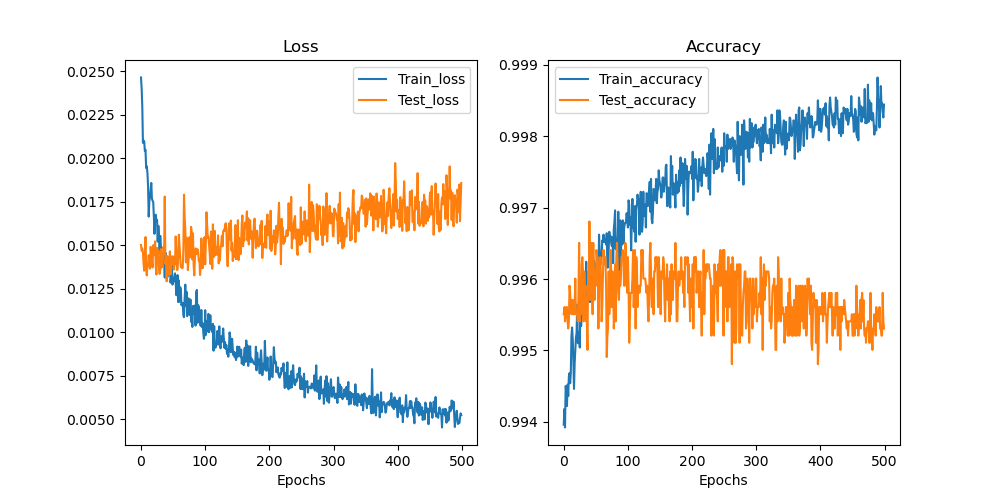 Loss
0.0250
0.0225
0.0200
0.0175
0.0150
0.0125
0.0100
0.0075
0.0050
Train_loss
Test_loss
0 100 200 300 400 500
Epochs
Accuracy
0.999
0.998
0.997
0.996
0.995
0.994
Train_accuracy
Test_accuracy
0 100 200 300 400 500
Epochs